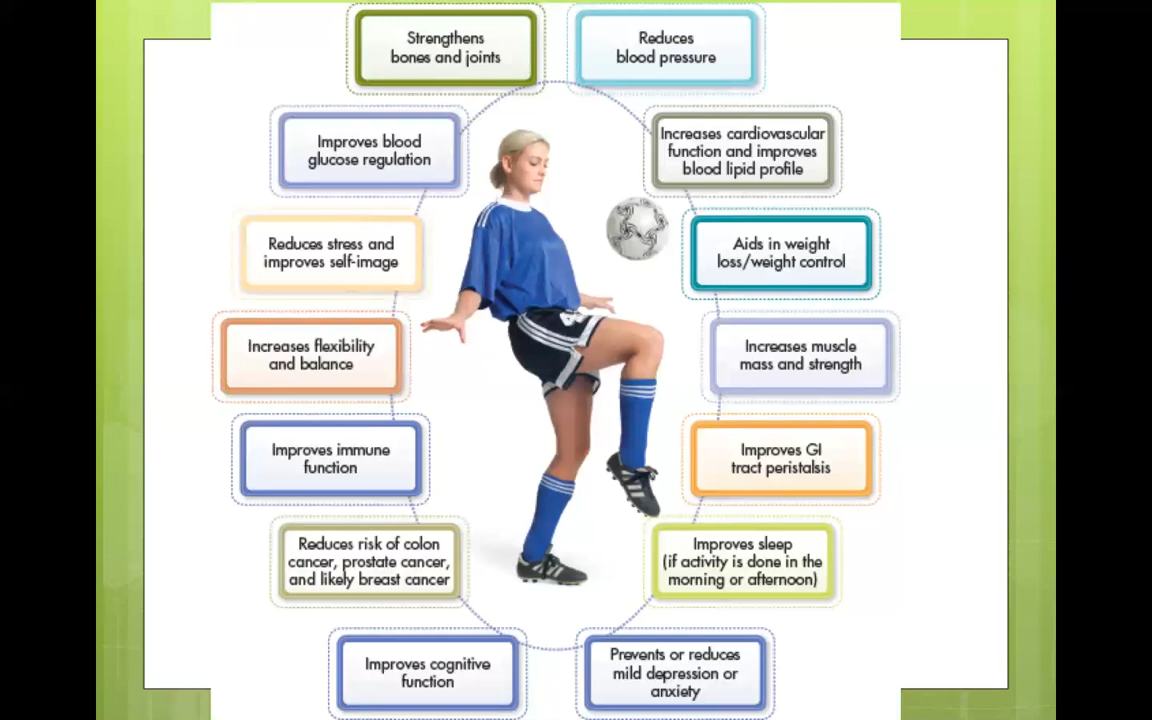 Strengthens
bones and joints
Reduces
blood pressure
Improves blood
glucose regulation
Increases cardiovascular
function and improves
blood lipid profile
Reduces stress and
improves self-image
Aids in weight
loss/weight control
Increases flexibility
and balance
Increases muscle
mass and strength
Improves immune
function
Improves GI
tract peristalsis
Reduces risk of colon
cancer, prostate cancer,
and likely breast cancer
Improves sleep
(if activity is done in the
morning or afternoon)
Improves cognitive
function
Prevents or reduces
mild depression or
anxiety